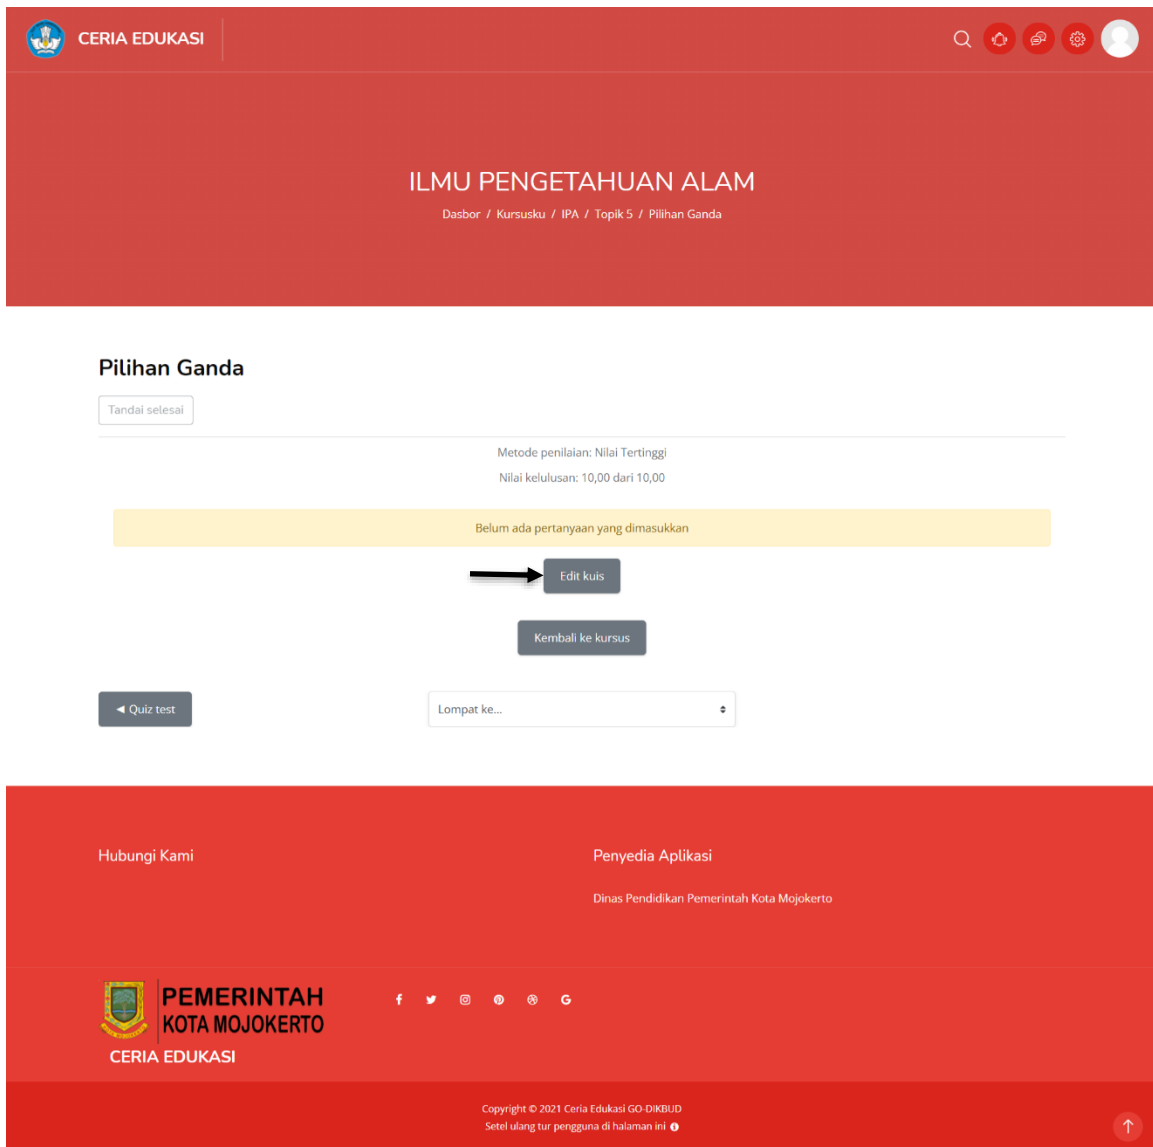 CERIA EDUKASI
ILMU PENGETAHUAN ALAM
Dasbor / Kursusku / IPA / Topik 5 / Pilihan Ganda
Pilihan Ganda
Tandai selesai
Metode penilaian: Nilai Tertinggi
Nilai kelulusan: 10,00 dari 10,00
Belum ada pertanyaan yang dimasukkan
Edit kuis
Kembali ke kursus
◄ Quiz test
Lompat ke...
Hubungi Kami
Penyedia Aplikasi
Dinas Pendidikan Pemerintah Kota Mojokerto
PEMERINTAH
KOTA MOJOKERTO
CERIA EDUKASI
Copyright © 2021 Ceria Edukasi GO-DIKBUD
Setel ulang tur pengguna di halaman ini